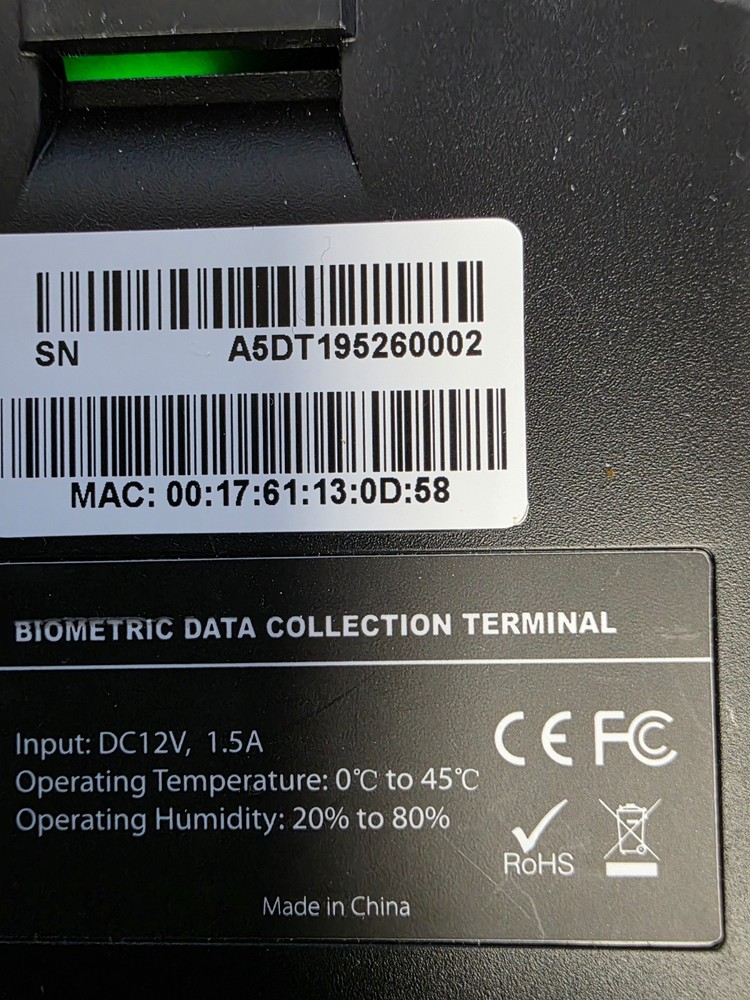 SN A5DT195260002
MAC: 00:17:61:13:0D:58
BIOMETRIC DATA COLLECTION TERMINAL
Input: DC12V, 1.5A
CE FC
Operating Temperature: 0℃ to 45℃
Operating Humidity: 20% to 80%
RoHS
Made in China